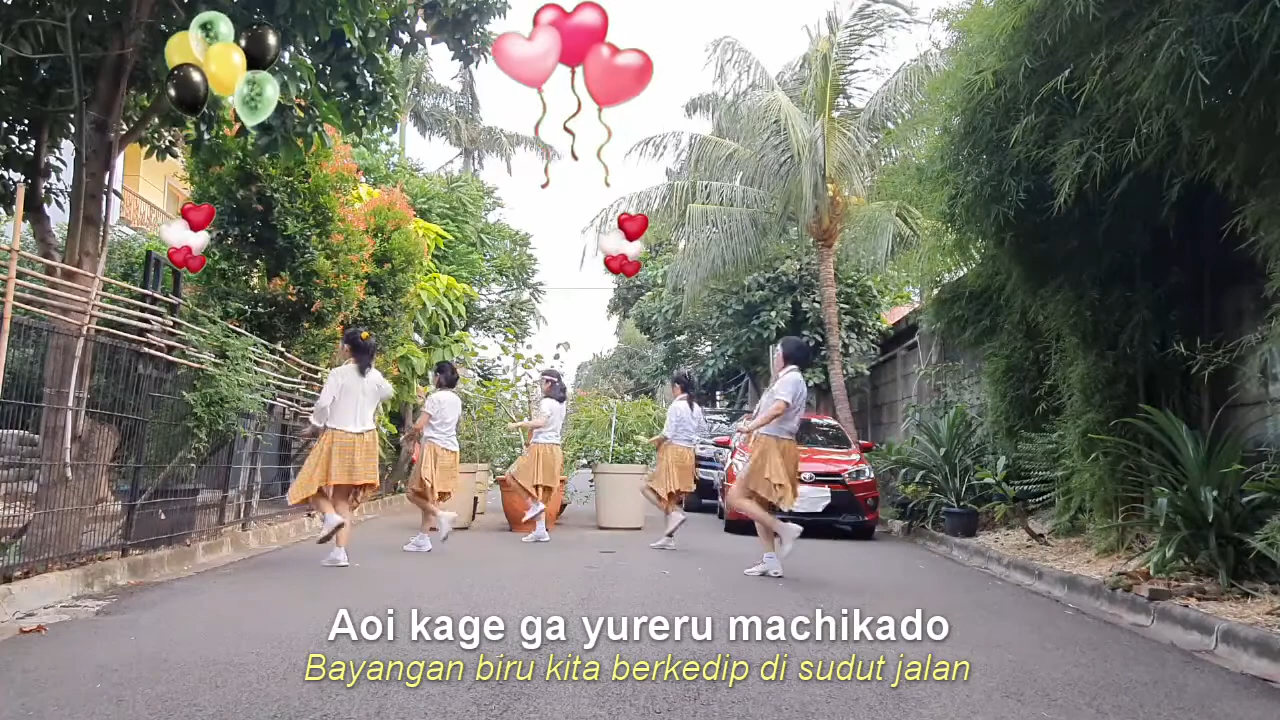 Aoi kage ga yureru machikado
Bayangan biru kita berkedip di sudut jalan